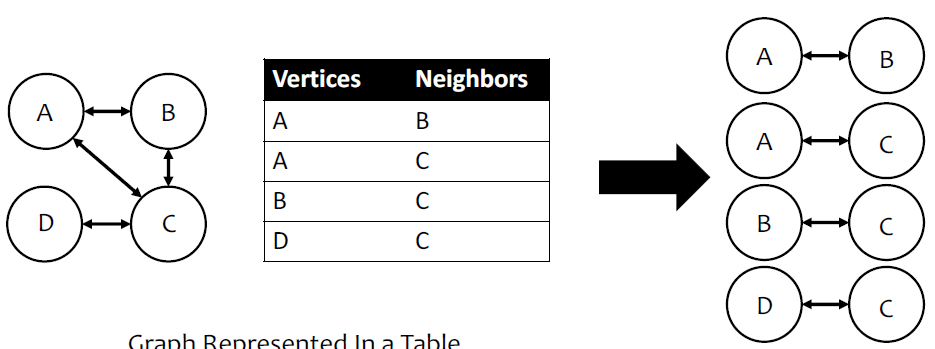 A B
D C
Vertices Neighbors
A B
A C
B C
D C
A B
A C
B C
D C
Graph Represented In a Table